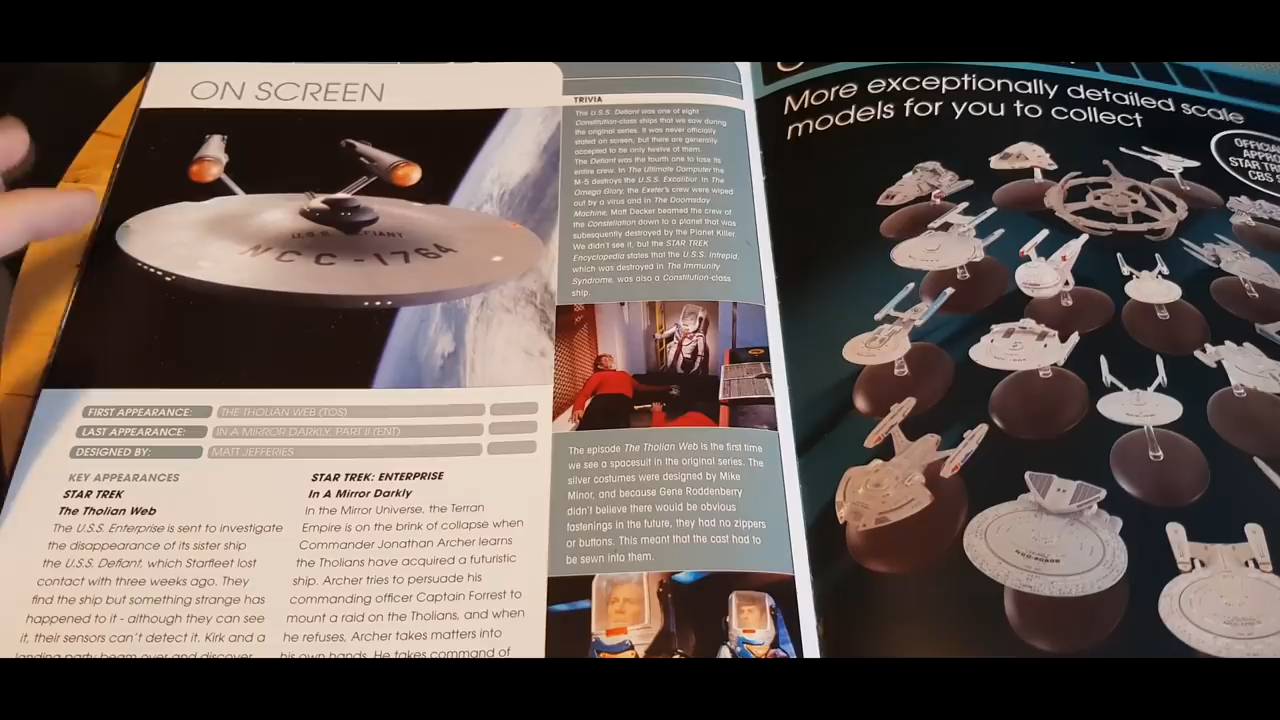 ON SCREEN
U.S.S. DEFIANT
NCC-1764
FIRST APPEARANCE: THE THOLIAN WEB (TOS)
LAST APPEARANCE: IN A MIRROR DARKLY, PART II (ENT)
DESIGNED BY: MATT JEFFERIES
KEY APPEARANCES
STAR TREK
The Tholian Web
The U.S.S. Enterprise is sent to investigate
the disappearance of its sister ship
the U.S.S. Defiant, which Starfleet lost
contact with three weeks ago. They
find the ship but something strange has
happened to it - although they can see
it, their sensors can't detect it. Kirk and a
landing party beam over and discover
STAR TREK: ENTERPRISE
In A Mirror Darkly
In the Mirror Universe, the Terran
Empire is on the brink of collapse when
Commander Jonathan Archer learns
the Tholians have acquired a futuristic
ship. Archer tries to persuade his
commanding officer Captain Forrest to
mount a raid on the Tholians, and when
he refuses, Archer takes matters into
his own hands. He takes command of
TRIVIA
The U.S.S. Defiant was one of eight
Constitution-class ships that we saw during
the original series. It was never officially
stated on screen, but there are generally
accepted to be only twelve of them.
The Defiant was the fourth one to lose its
entire crew. In The Ultimate Computer the
M-5 destroys the U.S.S. Excalibur. In The
Omega Glory, the Exeter's crew were wiped
out by a virus and in The Doomsday
Machine, Matt Decker beamed the crew of
the Constellation down to a planet that was
subsequently destroyed by the Planet Killer.
We didn't see it, but the STAR TREK
Encyclopedia states that the U.S.S. Intrepid,
which was destroyed in The Immunity
Syndrome, was also a Constitution-class
ship.
The episode The Tholian Web is the first time
we see a spacesuit in the original series. The
silver costumes were designed by Mike
Minor, and because Gene Roddenberry
didn't believe there would be obvious
fastenings in the future, they had no zippers
or buttons. This meant that the cast had to
be sewn into them.
More exceptionally detailed scale
models for you to collect
STAR
CBS